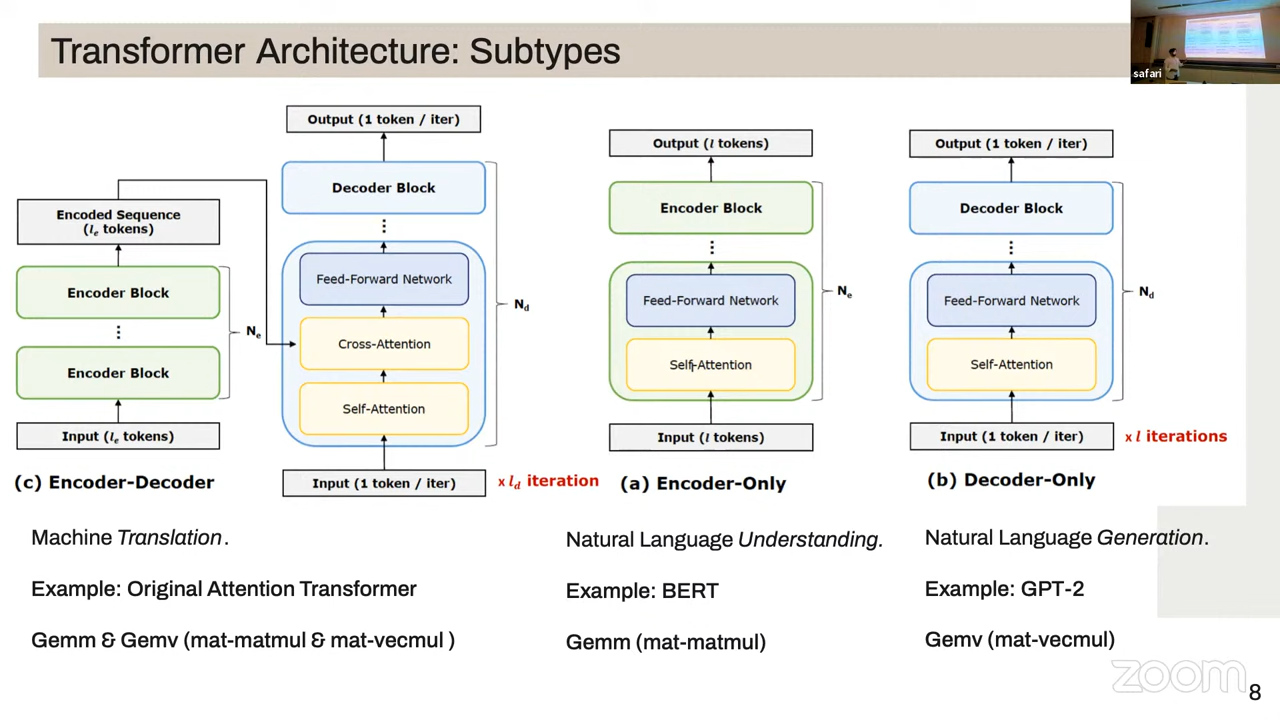 Transformer Architecture: Subtypes
safari
Output (1 token / iter)
Decoder Block
Encoded Sequence
(lₑ tokens)
Encoder Block
Encoder Block
Nₑ
Input (lₑ tokens)
Feed-Forward Network
Cross-Attention
Self-Attention
N_d
Input (1 token / iter)
x l_d iteration
(c) Encoder-Decoder
Output (l tokens)
Encoder Block
Feed-Forward Network
Self-Attention
Nₑ
Input (l tokens)
(a) Encoder-Only
Output (1 token / iter)
Decoder Block
Feed-Forward Network
Self-Attention
N_d
Input (1 token / iter)
x l iterations
(b) Decoder-Only
Machine Translation.
Example: Original Attention Transformer
Gemm & Gemv (mat-matmul & mat-vecmul )
Natural Language Understanding.
Example: BERT
Gemm (mat-matmul)
Natural Language Generation.
Example: GPT-2
Gemv (mat-vecmul)
zoom
8